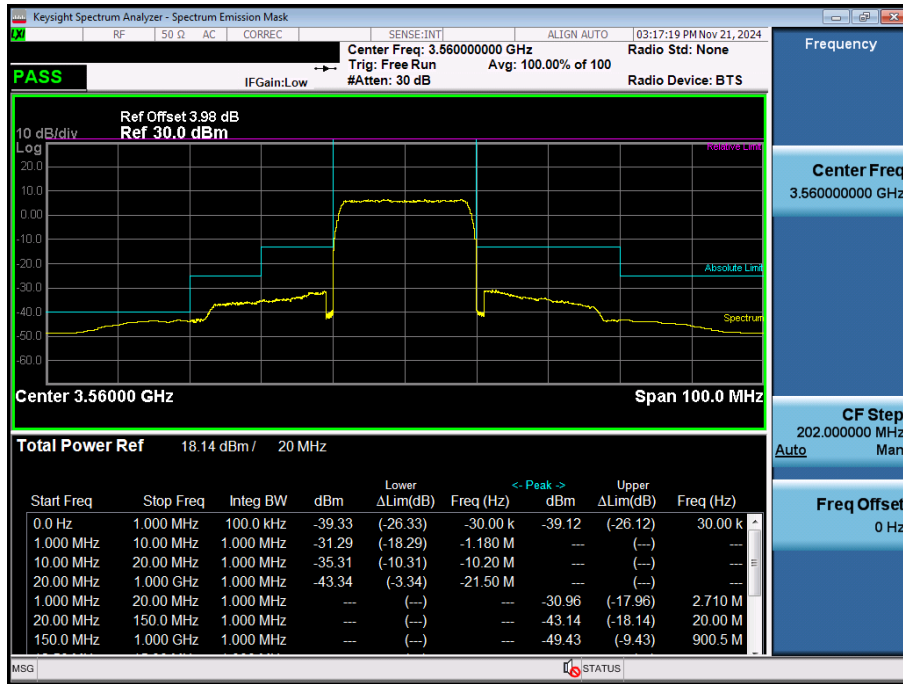 Keysight Spectrum Analyzer - Spectrum Emission Mask
LXI RF 50 Ω AC CORREC SENSE:INT ALIGN AUTO 03:17:19 PM Nov 21, 2024
Center Freq: 3.560000000 GHz Radio Std: None
Trig: Free Run Avg: 100.00% of 100
PASS IFGain:Low #Atten: 30 dB Radio Device: BTS
Ref Offset 3.98 dB
10 dB/div Ref 30.0 dBm
Log
Relative Limit
20.0
10.0
0.00
-10.0
-20.0
Absolute Limit
-30.0
-40.0
Spectrum
-50.0
-60.0
Center 3.56000 GHz Span 100.0 MHz
Total Power Ref 18.14 dBm / 20 MHz
Lower <- Peak -> Upper
Start Freq Stop Freq Integ BW dBm ΔLim(dB) Freq (Hz) dBm ΔLim(dB) Freq (Hz)
0.0 Hz 1.000 MHz 100.0 kHz -39.33 (-26.33) -30.00 k -39.12 (-26.12) 30.00 k
1.000 MHz 10.00 MHz 1.000 MHz -31.29 (-18.29) -1.180 M --- (---) ---
10.00 MHz 20.00 MHz 1.000 MHz -35.31 (-10.31) -10.20 M --- (---) ---
20.00 MHz 1.000 GHz 1.000 MHz -43.34 (-3.34) -21.50 M --- (---) ---
1.000 MHz 20.00 MHz 1.000 MHz --- (---) --- -30.96 (-17.96) 2.710 M
20.00 MHz 150.0 MHz 1.000 MHz --- (---) --- -43.14 (-18.14) 20.00 M
150.0 MHz 1.000 GHz 1.000 MHz --- (---) --- -49.43 (-9.43) 900.5 M
MSG STATUS
Frequency
Center Freq
3.560000000 GHz
CF Step
202.000000 MHz
Auto Man
Freq Offset
0 Hz